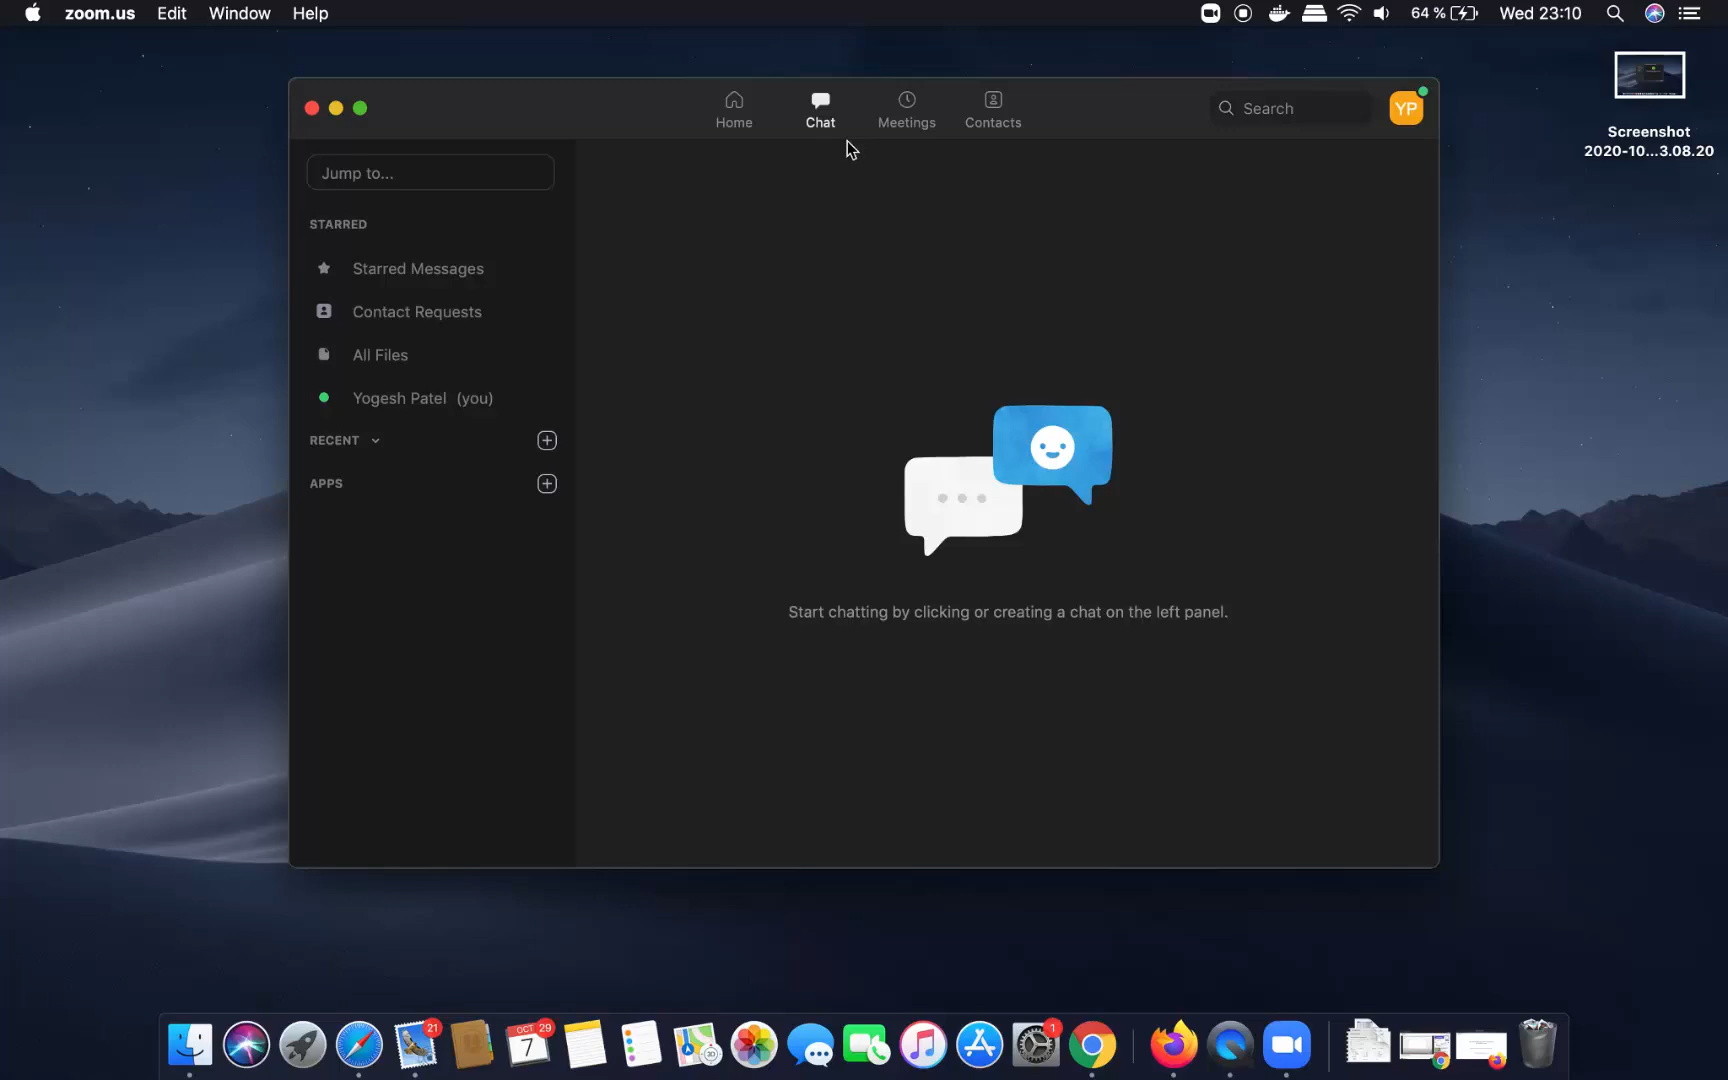 zoom.us Edit Window Help
64 % Wed 23:10
Home Chat Meetings Contacts
Search
YP
Screenshot
2020-10...3.08.20
Jump to...
STARRED
Starred Messages
Contact Requests
All Files
Yogesh Patel (you)
RECENT
APPS
Start chatting by clicking or creating a chat on the left panel.
21
OCT 29
7
1